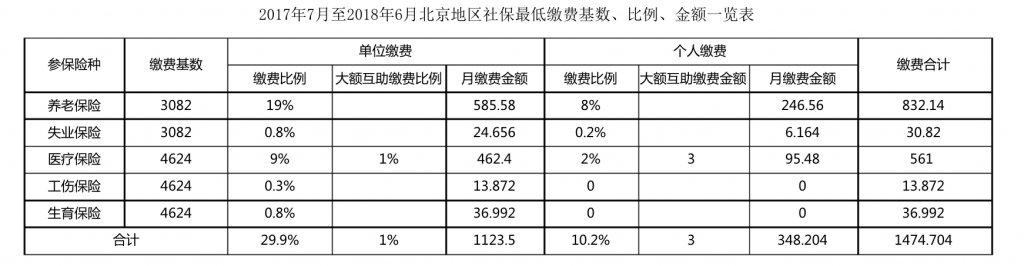 2017年7月至2018年6月北京地区社保最低缴费基数、比例、金额一览表
参保险种 缴费基数 单位缴费 个人缴费 缴费合计
缴费比例 大额互助缴费比例 月缴费金额 缴费比例 大额互助缴费金额 月缴费金额
养老保险 3082 19% 585.58 8% 246.56 832.14
失业保险 3082 0.8% 24.656 0.2% 6.164 30.82
医疗保险 4624 9% 1% 462.4 2% 3 95.48 561
工伤保险 4624 0.3% 13.872 0 0 13.872
生育保险 4624 0.8% 36.992 0 0 36.992
合计 29.9% 1% 1123.5 10.2% 3 348.204 1474.704